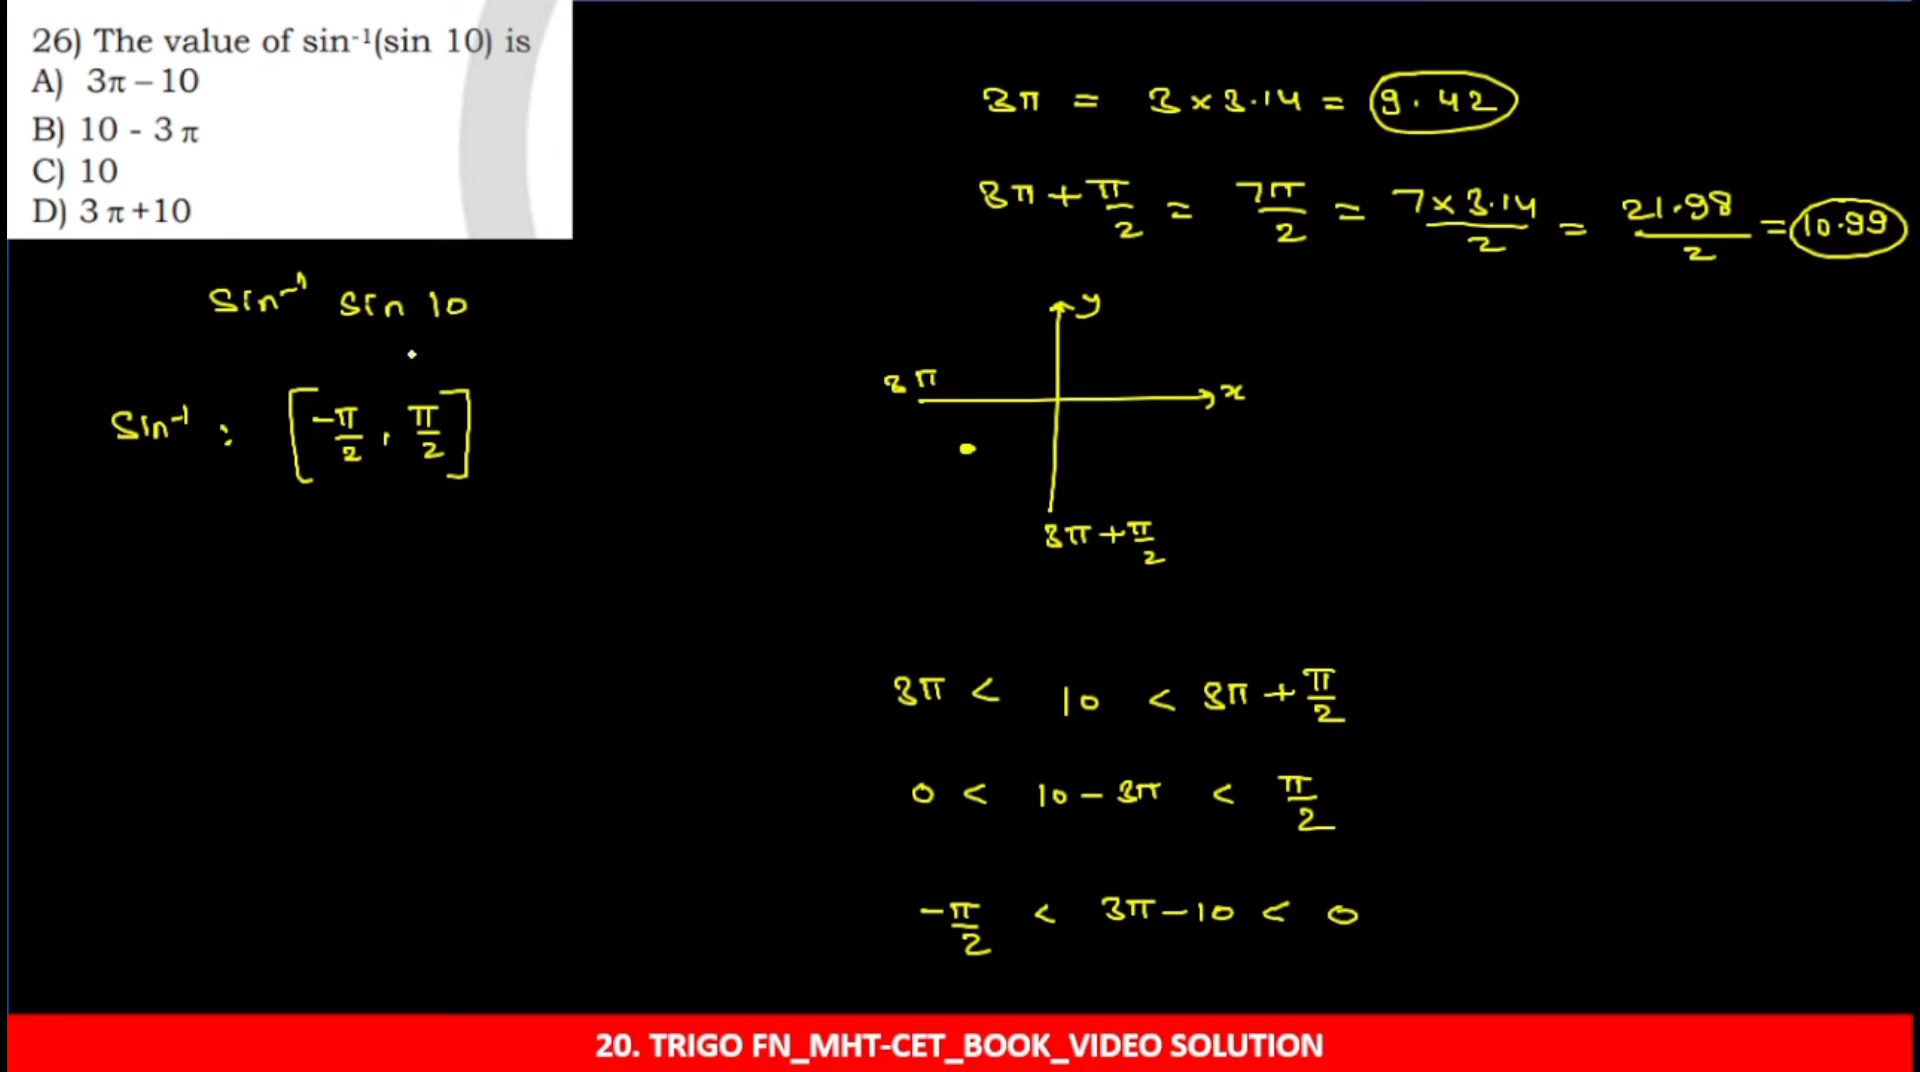 26) The value of sin⁻¹(sin 10) is
A) 3π – 10
B) 10 - 3 π
C) 10
D) 3 π +10
3π = 3 × 3.14 = 9.42
3π + π/2 = 7π/2 = 7 × 3.14/2 = 21.98/2 = 10.99
sin⁻¹ sin 10
sin⁻¹ : [-π/2, π/2]
y
3π
x
3π + π/2
3π < 10 < 3π + π/2
0 < 10 – 3π < π/2
-π/2 < 3π – 10 < 0
20. TRIGO FN_MHT-CET_BOOK_VIDEO SOLUTION